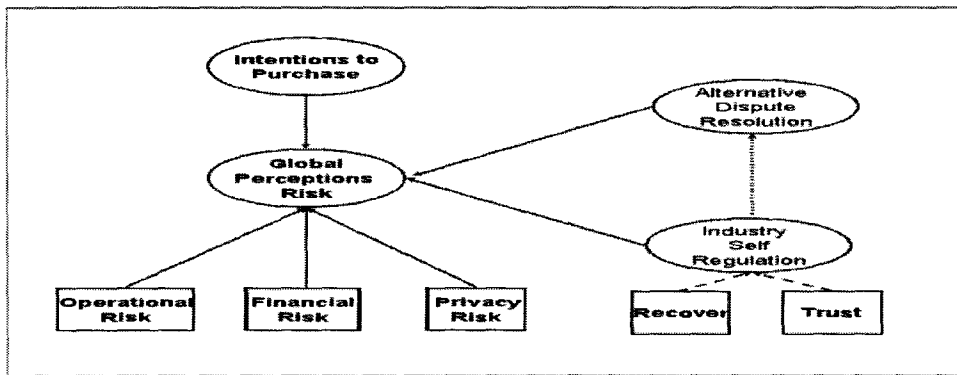 Intentions to
Purchase
Alternative
Dispute
Resolution
Global
Perceptions
Risk
Industry
Self
Regulation
Operational
Risk
Financial
Risk
Privacy
Risk
Recover
Trust